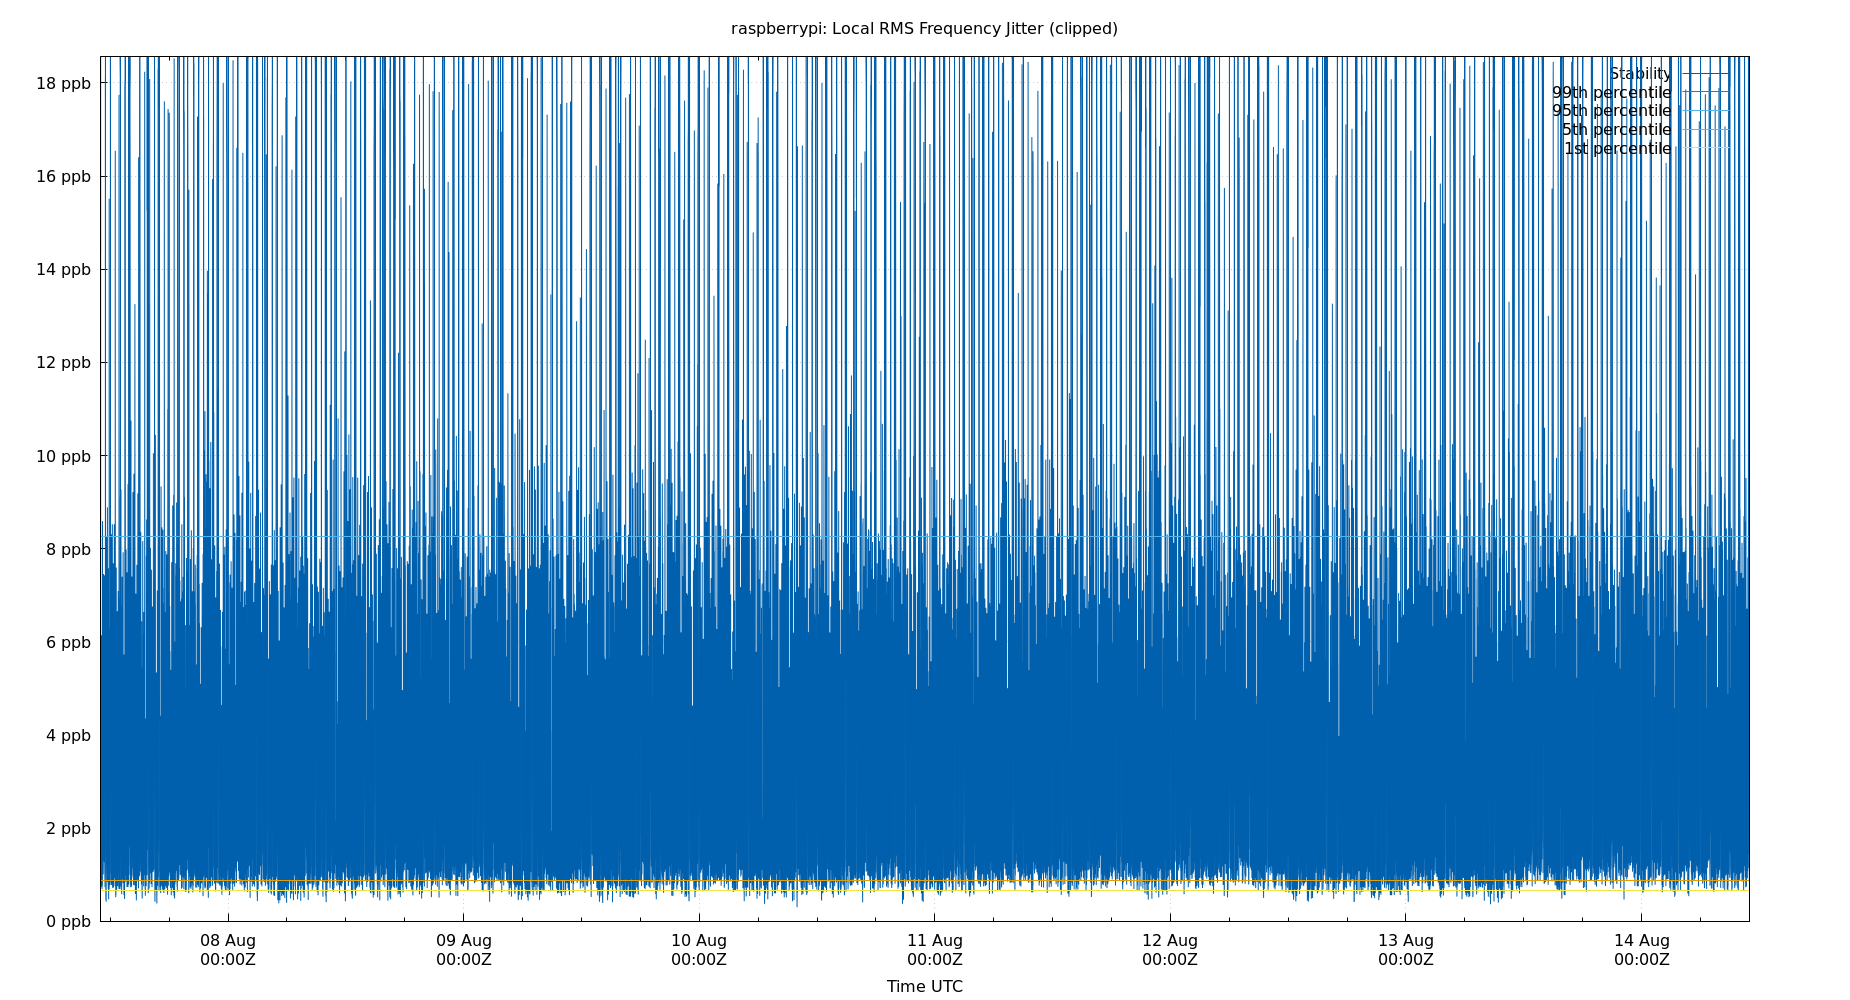 raspberrypi: Local RMS Frequency Jitter (clipped)
18 ppb
16 ppb
14 ppb
12 ppb
10 ppb
8 ppb
6 ppb
4 ppb
2 ppb
0 ppb
Stability
99th percentile
95th percentile
5th percentile
1st percentile
08 Aug 09 Aug 10 Aug 11 Aug 12 Aug 13 Aug 14 Aug
00:00Z 00:00Z 00:00Z 00:00Z 00:00Z 00:00Z 00:00Z
Time UTC